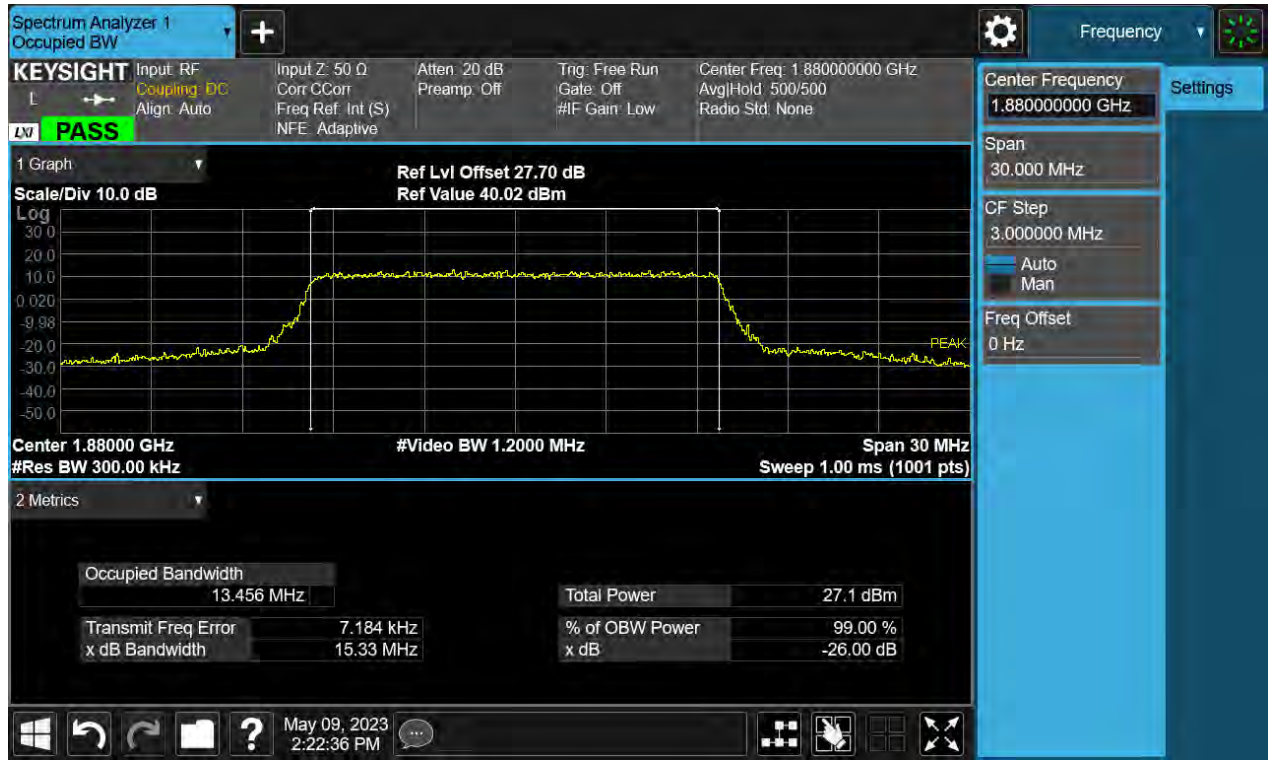 Spectrum Analyzer 1
Occupied BW
Frequency
KEYSIGHT
L
LXI
PASS
Input: RF
Coupling: DC
Align: Auto
Input Z: 50 Ω
Corr CCorr
Freq Ref: Int (S)
NFE: Adaptive
Atten: 20 dB
Preamp: Off
Trig: Free Run
Gate: Off
#IF Gain: Low
Center Freq: 1.880000000 GHz
Avg|Hold: 500/500
Radio Std: None
Center Frequency
1.880000000 GHz
Settings
Span
30.000 MHz
CF Step
3.000000 MHz
Auto
Man
Freq Offset
0 Hz
1 Graph
Scale/Div 10.0 dB
Ref Lvl Offset 27.70 dB
Ref Value 40.02 dBm
Log
30.0
20.0
10.0
0.020
-9.98
-20.0
-30.0
-40.0
-50.0
PEAK
Center 1.88000 GHz
#Video BW 1.2000 MHz
Span 30 MHz
#Res BW 300.00 kHz
Sweep 1.00 ms (1001 pts)
2 Metrics
Occupied Bandwidth
13.456 MHz
Total Power 27.1 dBm
Transmit Freq Error 7.184 kHz
% of OBW Power 99.00 %
x dB Bandwidth 15.33 MHz
x dB -26.00 dB
?
May 09, 2023
2:22:36 PM